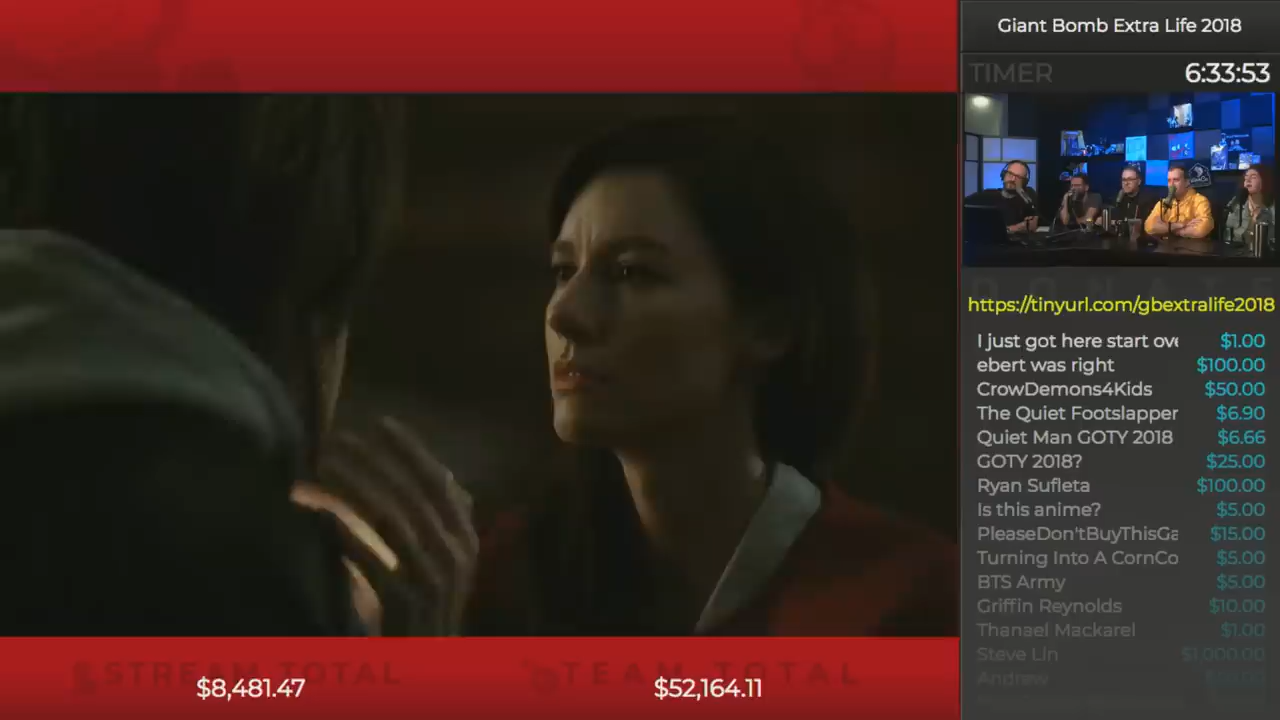 Giant Bomb Extra Life 2018
TIMER
6:33:53
DONATE
https://tinyurl.com/gbextralife2018
I just got here start ove $1.00
ebert was right $100.00
CrowDemons4Kids $50.00
The Quiet Footslapper $6.90
Quiet Man GOTY 2018 $6.66
GOTY 2018? $25.00
Ryan Sufleta $100.00
Is this anime? $5.00
PleaseDon'tBuyThisGa $15.00
Turning Into A CornCo $5.00
BTS Army $5.00
Griffin Reynolds $10.00
Thanael Mackarel $1.00
Steve Lin $1,000.00
Andrew
STREAM TOTAL
$8,481.47
TEAM TOTAL
$52,164.11